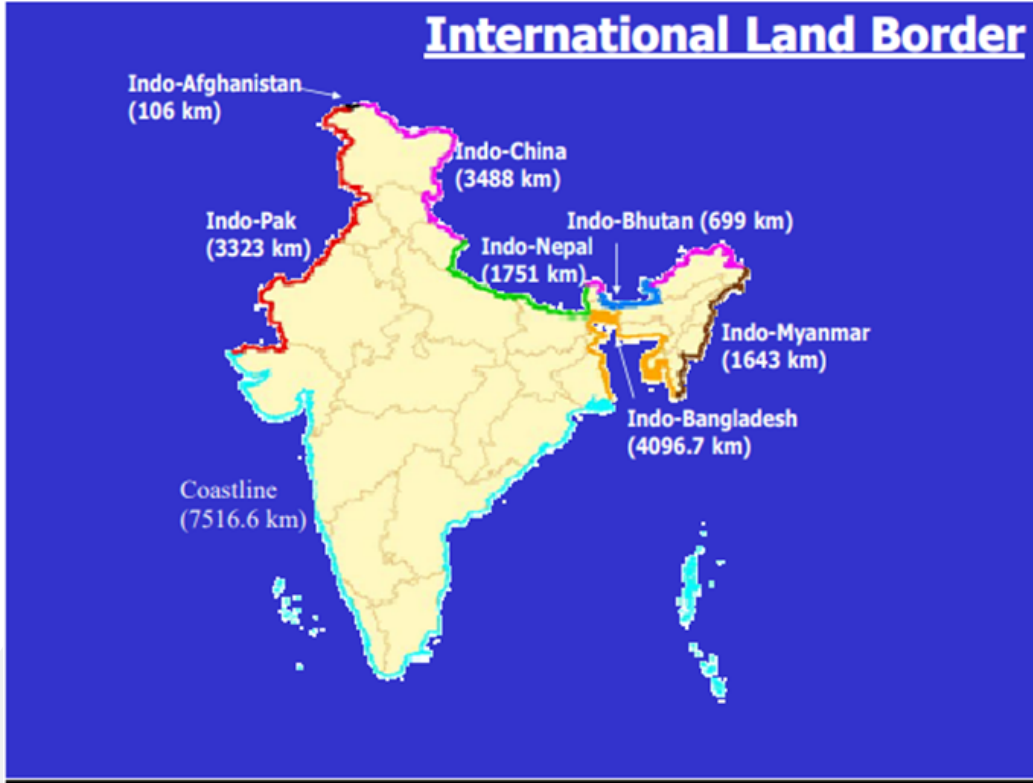 International Land Border
Indo-Afghanistan
(106 km)
Indo-China
(3488 km)
Indo-Pak
(3323 km)
Indo-Bhutan (699 km)
Indo-Nepal
(1751 km)
Indo-Myanmar
(1643 km)
Indo-Bangladesh
(4096.7 km)
Coastline
(7516.6 km)